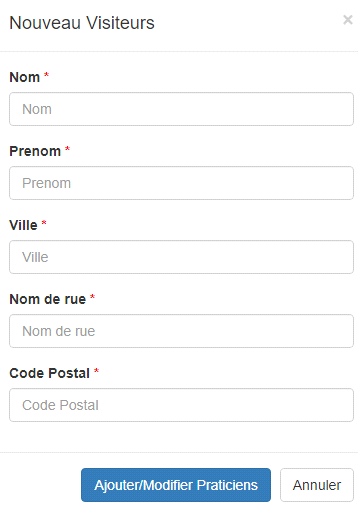 Nouveau Visiteurs ×
Nom *
Nom
Prenom *
Prenom
Ville *
Ville
Nom de rue *
Nom de rue
Code Postal *
Code Postal
Ajouter/Modifier Praticiens Annuler